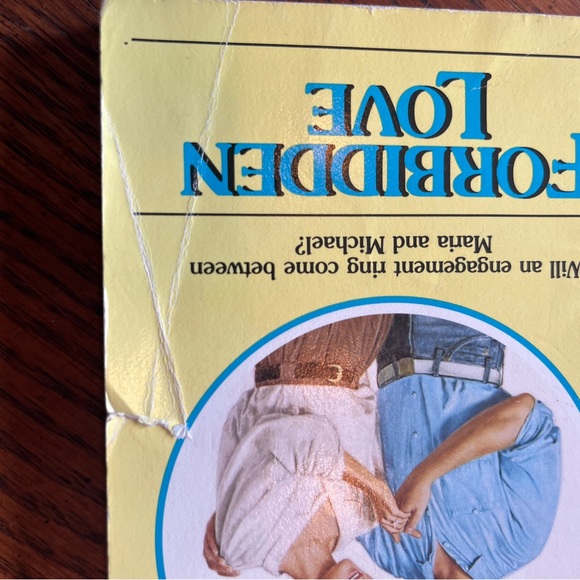 Will an engagement ring come between
Maria and Michael?
FORBIDDEN
LOVE